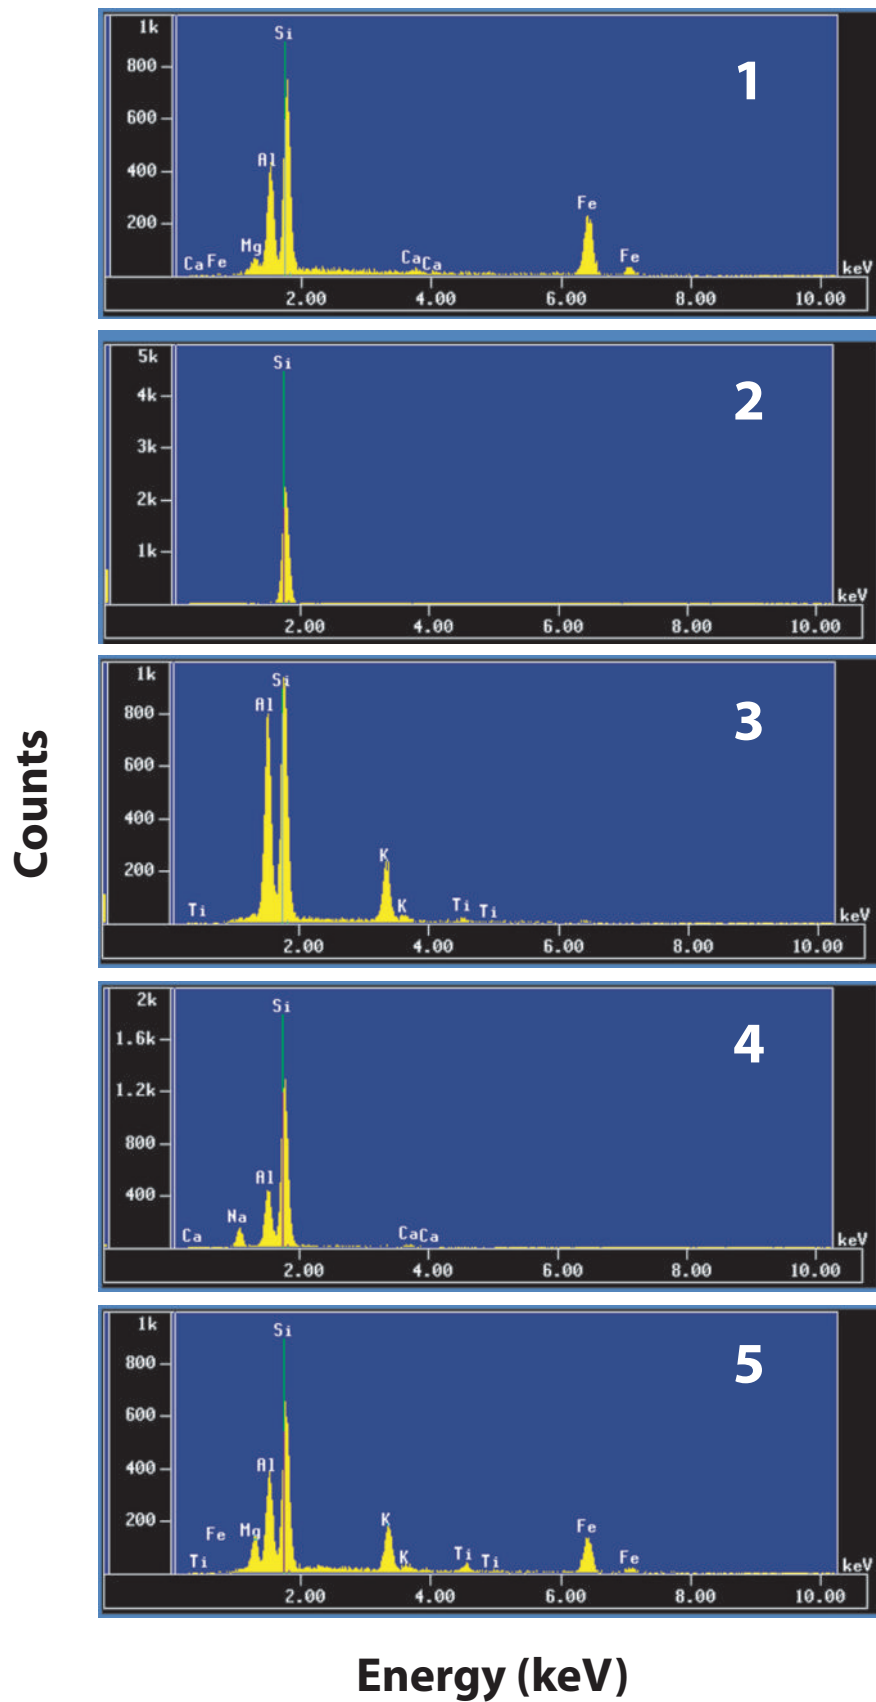 1k
Si
800
1
600
Al
400
Fe
200
Mg
Ca Fe
Ca Ca
Fe
keV
2.00 4.00 6.00 8.00 10.00
5k
Si
4k
2
3k
2k
1k
keV
2.00 4.00 6.00 8.00 10.00
1k
Si
Al
800
3
600
400
K
200
Ti
K
Ti Ti
keV
2.00 4.00 6.00 8.00 10.00
2k
Si
1.6k
4
1.2k
800
Al
400
Na
Ca
Ca Ca
keV
2.00 4.00 6.00 8.00 10.00
1k
Si
800
5
600
Al
400
K
200
Fe Mg
Fe
Ti
K
Ti Ti
Fe
keV
2.00 4.00 6.00 8.00 10.00
Counts
Energy (keV)